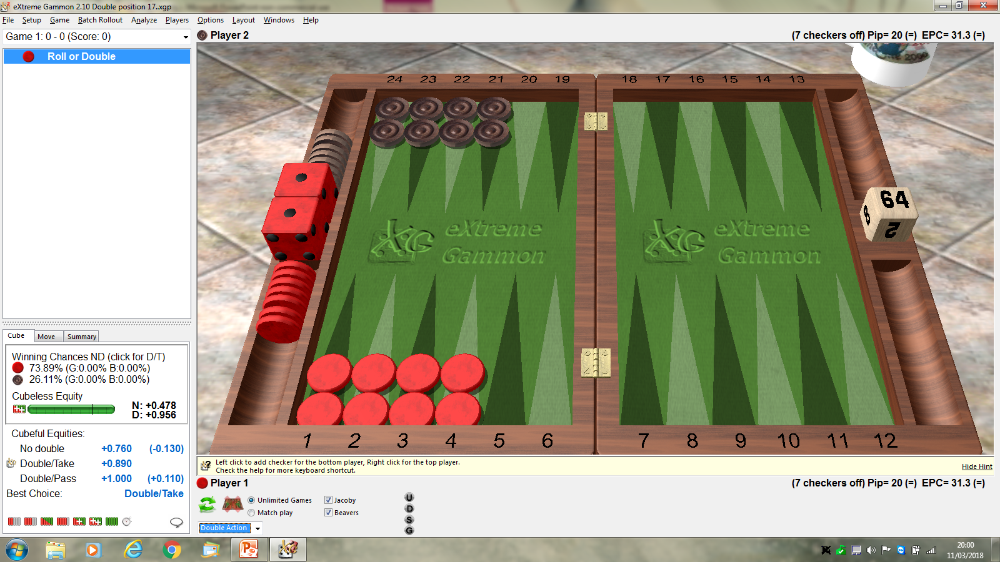 eXtreme Gammon 2.10 Double position 17..xgp
File Setup Game Batch Rollout Analyze Players Options Layout Windows Help
Game 1: 0 - 0 (Score: 0)
Player 2
(7 checkers off) Pip= 20 (=) EPC= 31.3 (=)
Roll or Double
24 23 22 21 20 19 18 17 16 15 14 13
64
8
2
eXtreme
Gammon
XG
eXtreme
Gammon
XG
1 2 3 4 5 6 7 8 9 10 11 12
Cube Move Summary
Winning Chances ND (click for D/T)
73.89% (G:0.00% B:0.00%)
26.11% (G:0.00% B:0.00%)
Cubeless Equity
N: +0.478
D: +0.956
Cubeful Equities:
No double +0.760 (-0.130)
Double/Take +0.890
Double/Pass +1.000 (+0.110)
Best Choice: Double/Take
Left click to add checker for the bottom player, Right click for the top player.
Check the help for more keyboard shortcut.
Hide Hint
Player 1
(7 checkers off) Pip= 20 (=) EPC= 31.3 (=)
Unlimited Games
Match play
Jacoby
Beavers
U
D
S
G
Double Action
20:00
11/03/2018